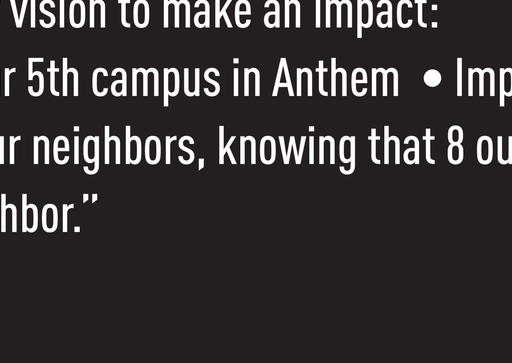 vision to make an impact:
r 5th campus in Anthem • Imp
ur neighbors, knowing that 8 ou
hbor.”